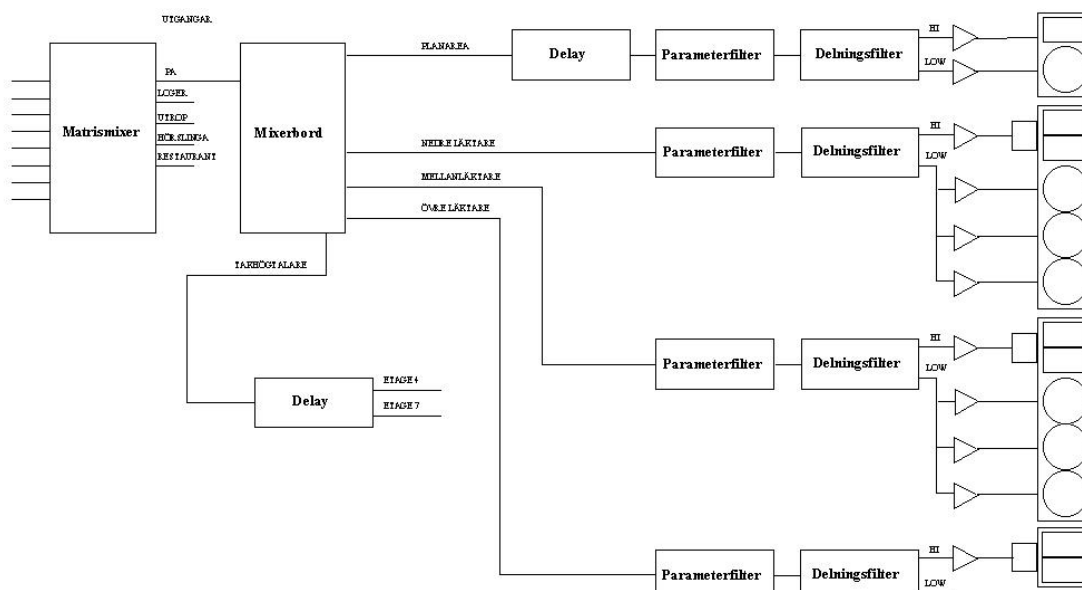 UTGANGAR
Matrismixer
PA
LOGER
UTROP
HÖRSLINGA
RESTAURANT
Mixerbord
PLANAREA
Delay
Parameterfilter
Delningsfilter
HI
LOW
NEDRE LÄKTARE
Parameterfilter
Delningsfilter
HI
LOW
MELLANLÄKTARE
ÖVRE LÄKTARE
TAKHÖGTALARE
Delay
ETAGE 4
ETAGE 7
Parameterfilter
Delningsfilter
HI
LOW
Parameterfilter
Delningsfilter
HI
LOW